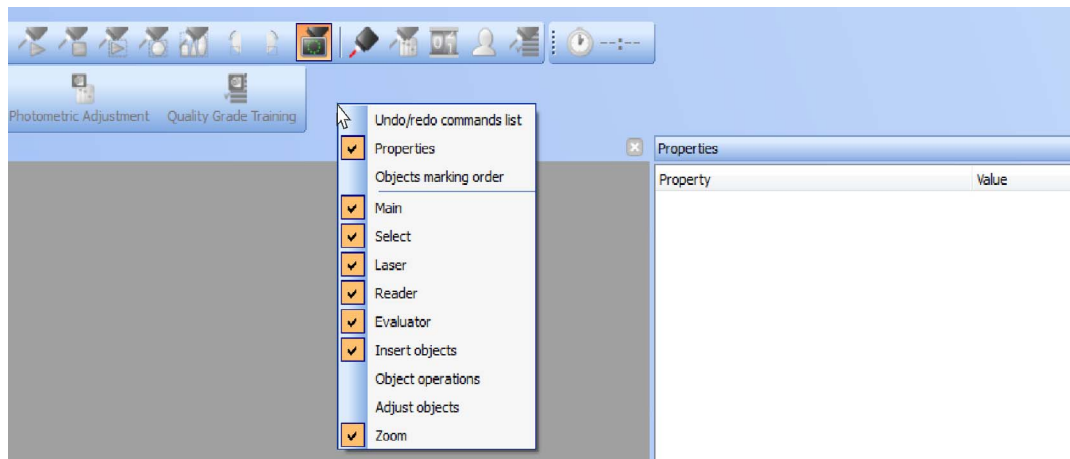 --:--
Photometric Adjustment Quality Grade Training
Undo/redo commands list
Properties
Objects marking order
Main
Select
Laser
Reader
Evaluator
Insert objects
Object operations
Adjust objects
Zoom
Properties
Property Value